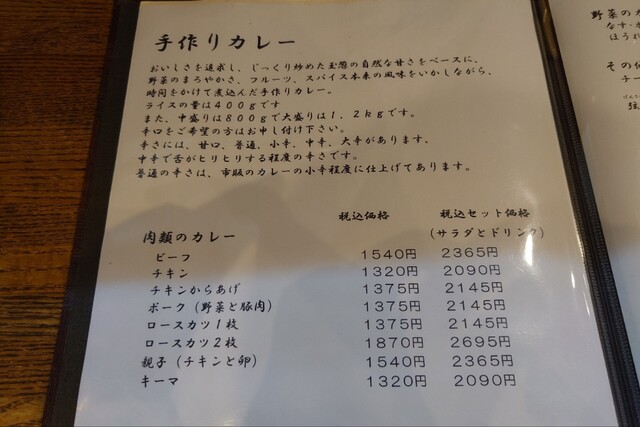 手作りカレー
おいしさを追求し、じっくり炒めた玉葱の自然な甘さをベースに、
野菜のまろやかさ、フルーツ、スパイス本来の風味をいかしながら、
時間をかけて煮込んだ手作りカレー。
ライスの量は400gです
また、中盛りは800gで大盛りは1.2kgです。
辛口をご希望の方はお申し付け下さい。
辛さには、甘口、普通、小辛、中辛、大辛があります、
中辛で舌がヒリヒリする程度の辛さです。
普通の辛さは、市販のカレーの小辛程度に仕上げてあります。
税込価格 税込セット価格
肉類のカレー (サラダとドリンク)
ビーフ 1540円 2365円
チキン 1320円 2090円
チキンからあげ 1375円 2145円
ポーク(野菜と豚肉) 1375円 2145円
ロースカツ1枚 1375円 2145円
ロースカツ2枚 1870円 2695円
親子(チキンと卵) 1540円 2365円
キーマ 1320円 2090円
野菜の
なす・
ほうれ
その
チー